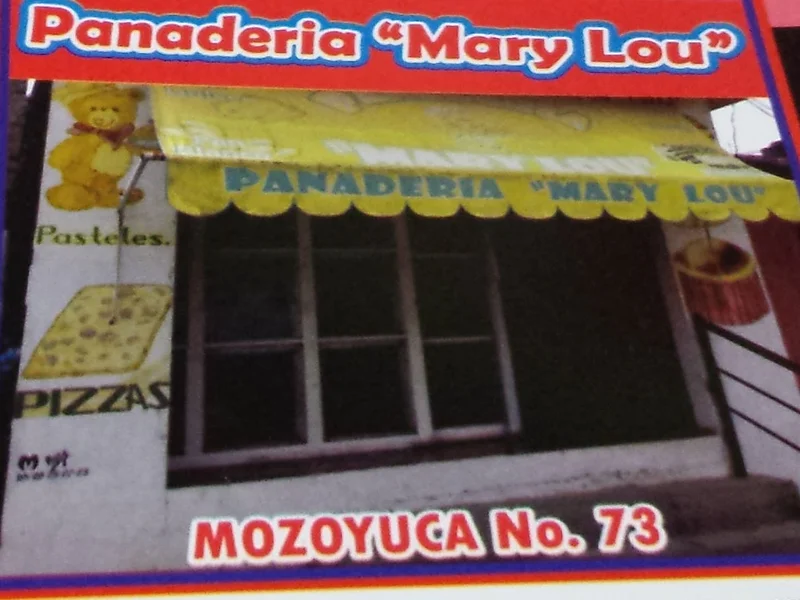 Panaderia “Mary Lou”
"MARY LOU"
PANADERIA "MARY LOU"
Pasteles.
PIZZAS
MOZOYUCA No. 73